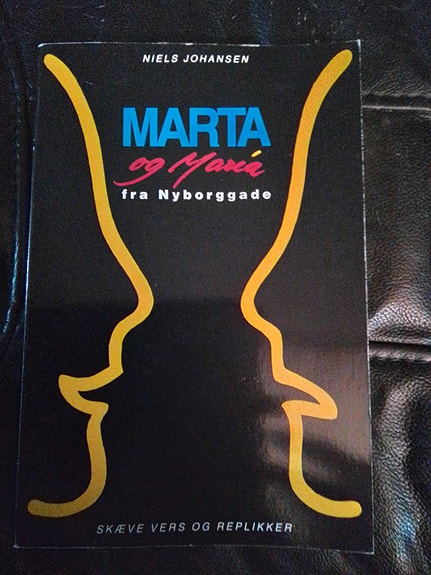 NIELS JOHANSEN
MARTA
og Maria
fra Nyborggade
SKÆVE VERS OG REPLIKKER